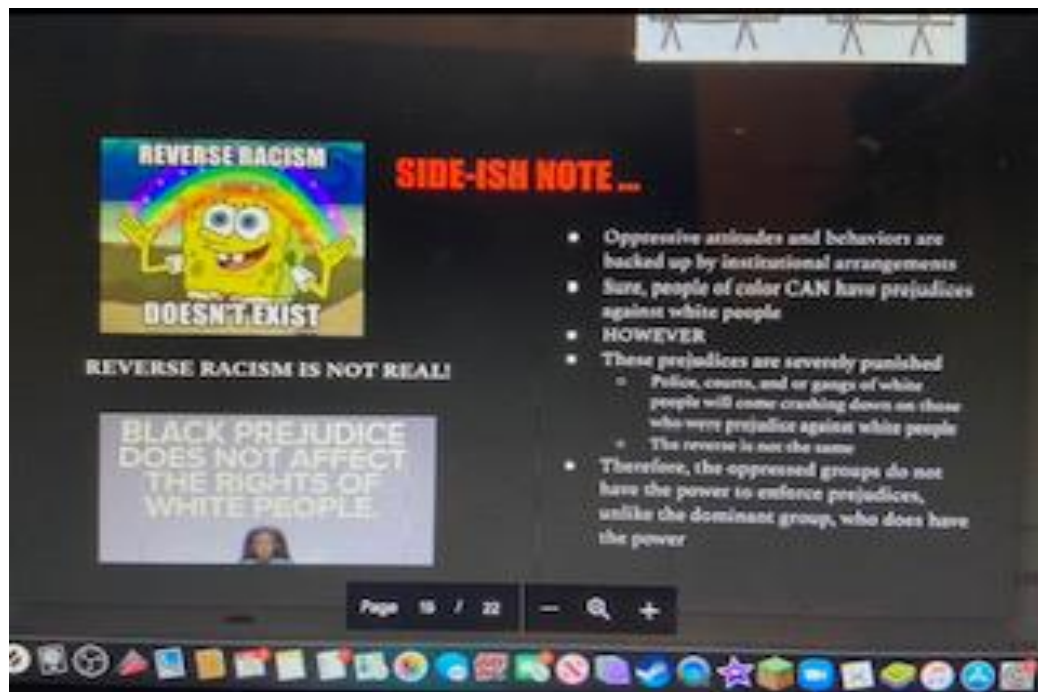 REVERSE RACISM
DOESN'T EXIST
REVERSE RACISM IS NOT REAL!
BLACK PREJUDICE
DOES NOT AFFECT
THE RIGHTS OF
WHITE PEOPLE.
SIDE-ISH NOTE...
Oppressive attitudes and behaviors are
backed up by institutional arrangements
Sure, people of color CAN have prejudices
against white people
HOWEVER
These prejudices are severely punished
Police, courts, and or gangs of white
people will come crashing down on those
who were prejudice against white people
The reverse is not the same
Therefore, the oppressed groups do not
have the power to enforce prejudices,
unlike the dominant group, who does have
the power
Page / 22